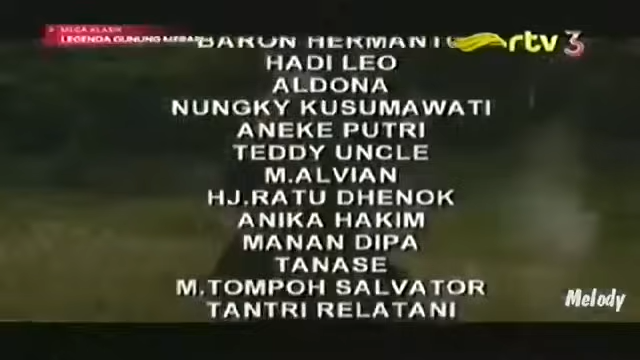 MEGA KLASIK
LEGENDA GUNUNG MERAPI
rtv 3
BARON HERMANTO
HADI LEO
ALDONA
NUNGKY KUSUMAWATI
ANEKE PUTRI
TEDDY UNCLE
M.ALVIAN
HJ.RATU DHENOK
ANIKA HAKIM
MANAN DIPA
TANASE
M.TOMPOH SALVATOR
TANTRI RELATANI
Melody